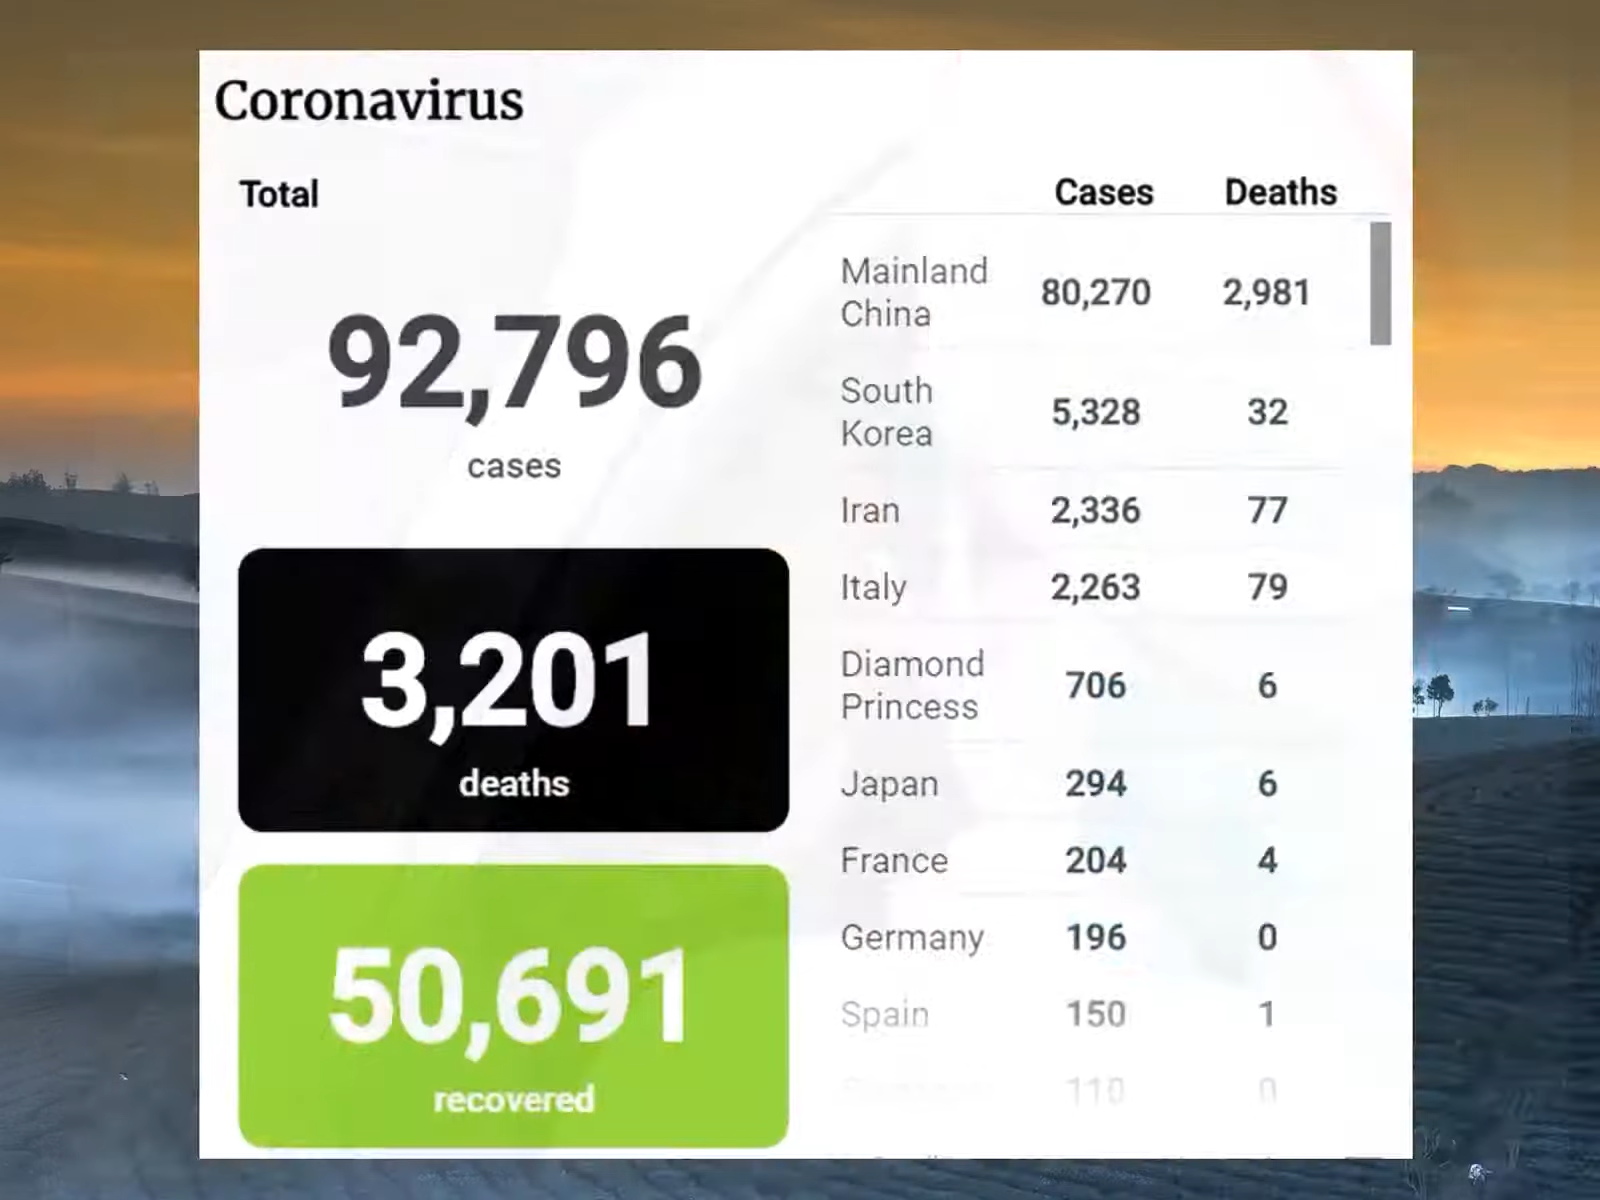 Coronavirus
Total
92,796
cases
3,201
deaths
50,691
recovered
Cases Deaths
Mainland
China 80,270 2,981
South
Korea 5,328 32
Iran 2,336 77
Italy 2,263 79
Diamond
Princess 706 6
Japan 294 6
France 204 4
Germany 196 0
Spain 150 1
110 0